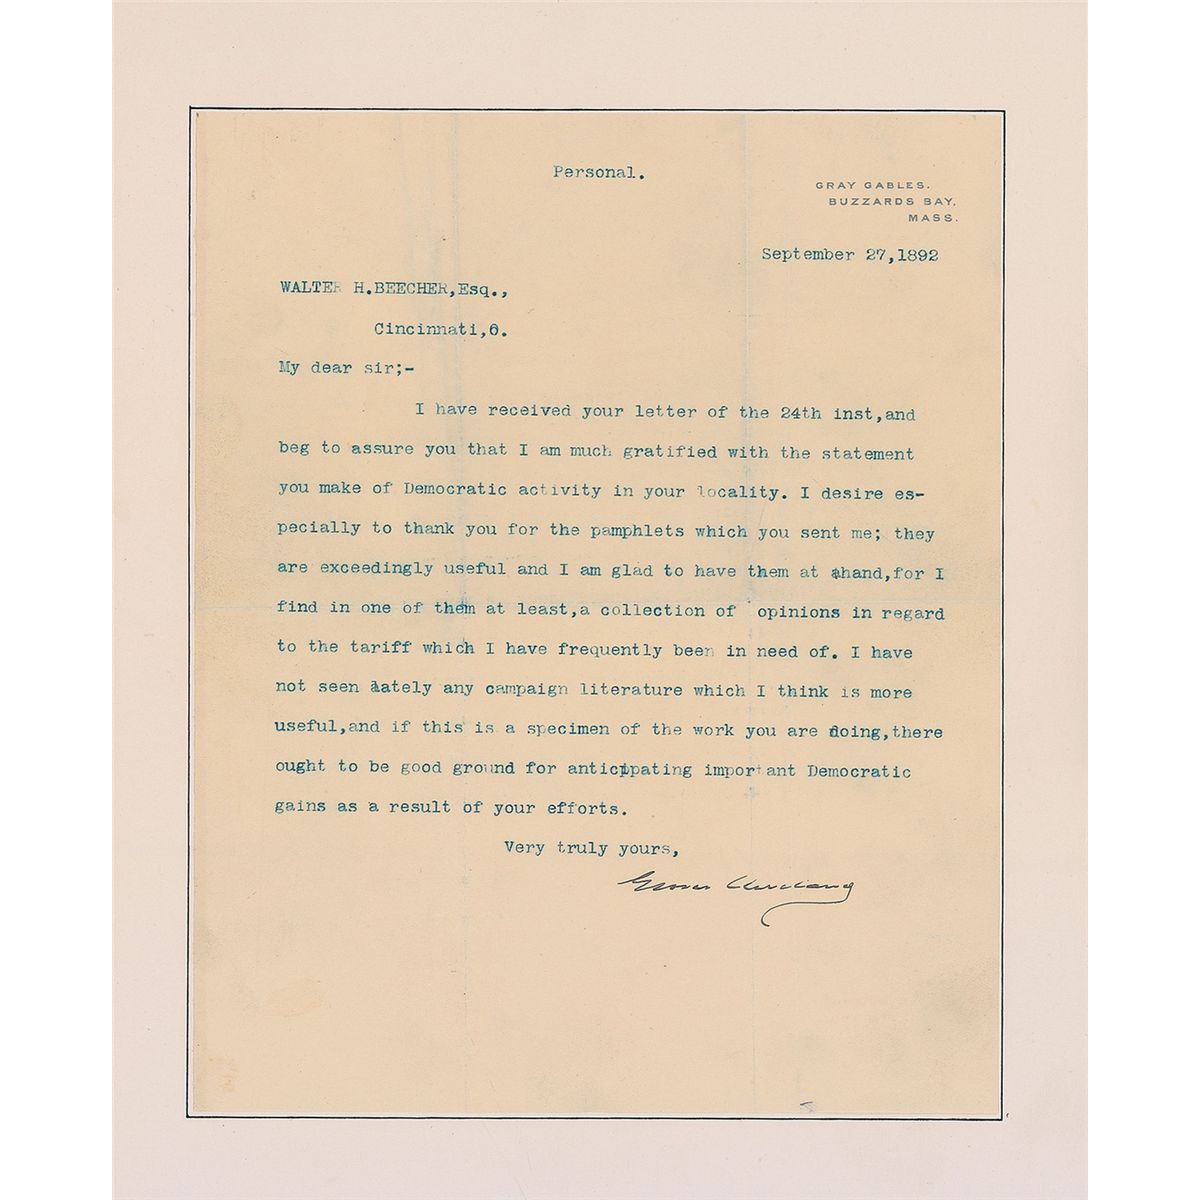 Personal.
GRAY GABLES.
BUZZARDS BAY,
MASS.
September 27,1892
WALTER H.BEECHER,Esq.,
Cincinnati,O.
My dear sir;-
I have received your letter of the 24th inst,and
beg to assure you that I am much gratified with the statement
you make of Democratic activity in your locality. I desire es-
pecially to thank you for the pamphlets which you sent me; they
are exceedingly useful and I am glad to have them at hand,for I
find in one of them at least,a collection of opinions in regard
to the tariff which I have frequently been in need of. I have
not seen lately any campaign literature which I think is more
useful,and if this is a specimen of the work you are doing,there
ought to be good ground for anticipating important Democratic
gains as a result of your efforts.
Very truly yours,
Grover Cleveland